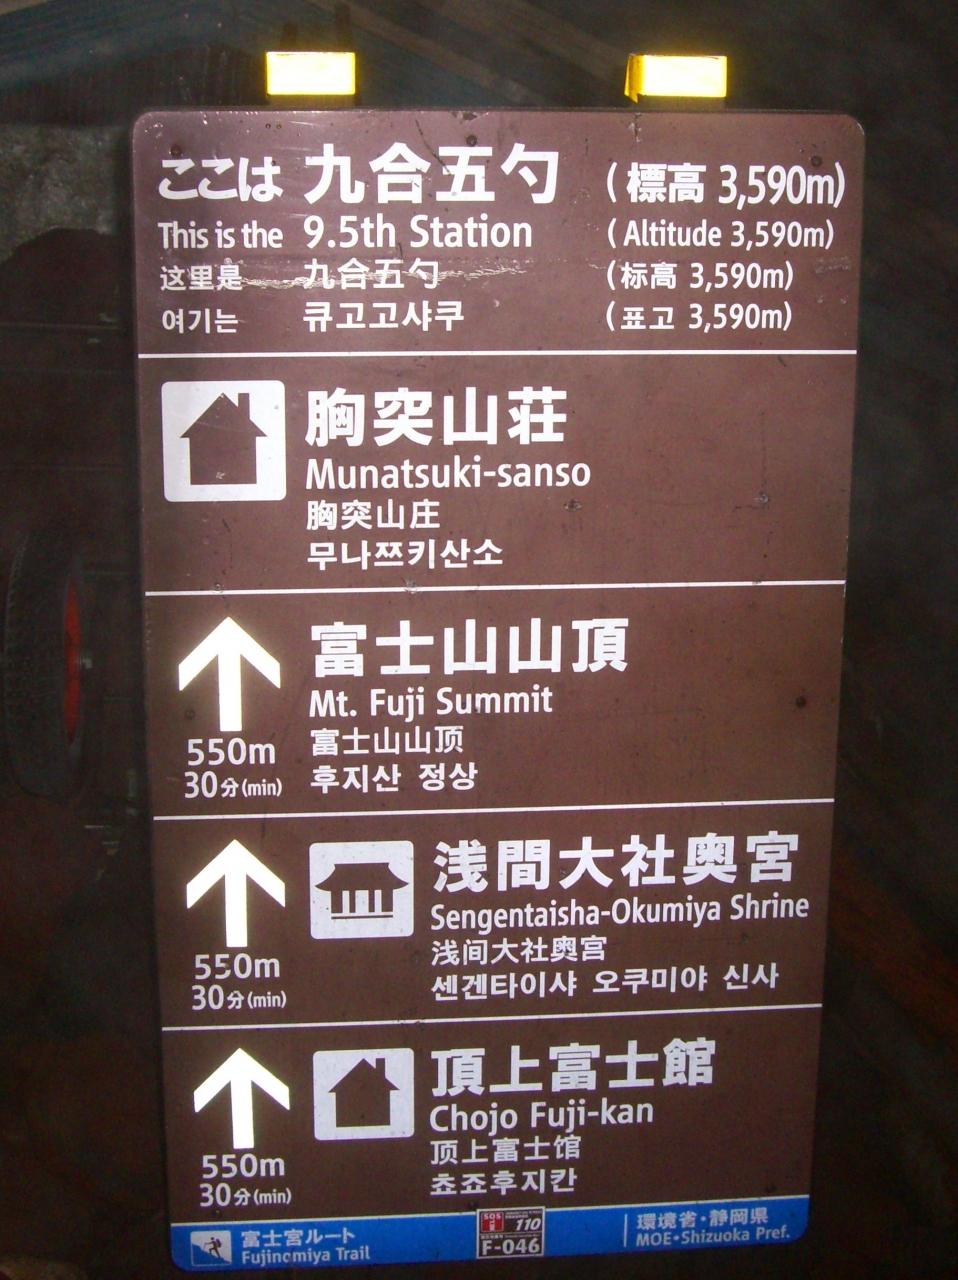 ここは 九合五勺 (標高 3,590m)
This is the 9.5th Station (Altitude 3,590m)
这里是 九合五勺 (标高 3,590m)
여기는 큐고고샤쿠 (표고 3,590m)
胸突山荘
Munatsuki-sanso
胸突山庄
무나쯔키산소
富士山山頂
Mt. Fuji Summit
富士山山顶
후지산 정상
550m
30分(min)
浅間大社奥宮
Sengentaisha-Okumiya Shrine
浅间大社奥宫
센겐타이샤 오쿠미야 신사
550m
30分(min)
頂上富士館
Chojo Fuji-kan
顶上富士馆
쵸죠후지칸
550m
30分(min)
富士宮ルート
Fujinomiya Trail
SOS
110
F-046
環境省・静岡県
MOE・Shizuoka Pref.